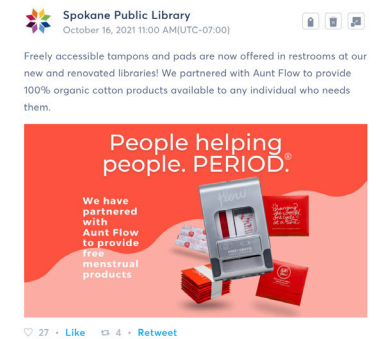 Spokane Public Library
October 16, 2021 11:00 AM(UTC-07:00)
Freely accessible tampons and pads are now offered in restrooms at our
new and renovated libraries! We partnered with Aunt Flow to provide
100% organic cotton products available to any individual who needs
them.
People helping
people. PERIOD.®
We have
partnered
with
Aunt Flow
to provide
free
menstrual
products
flow
27 • Like 4 • Retweet